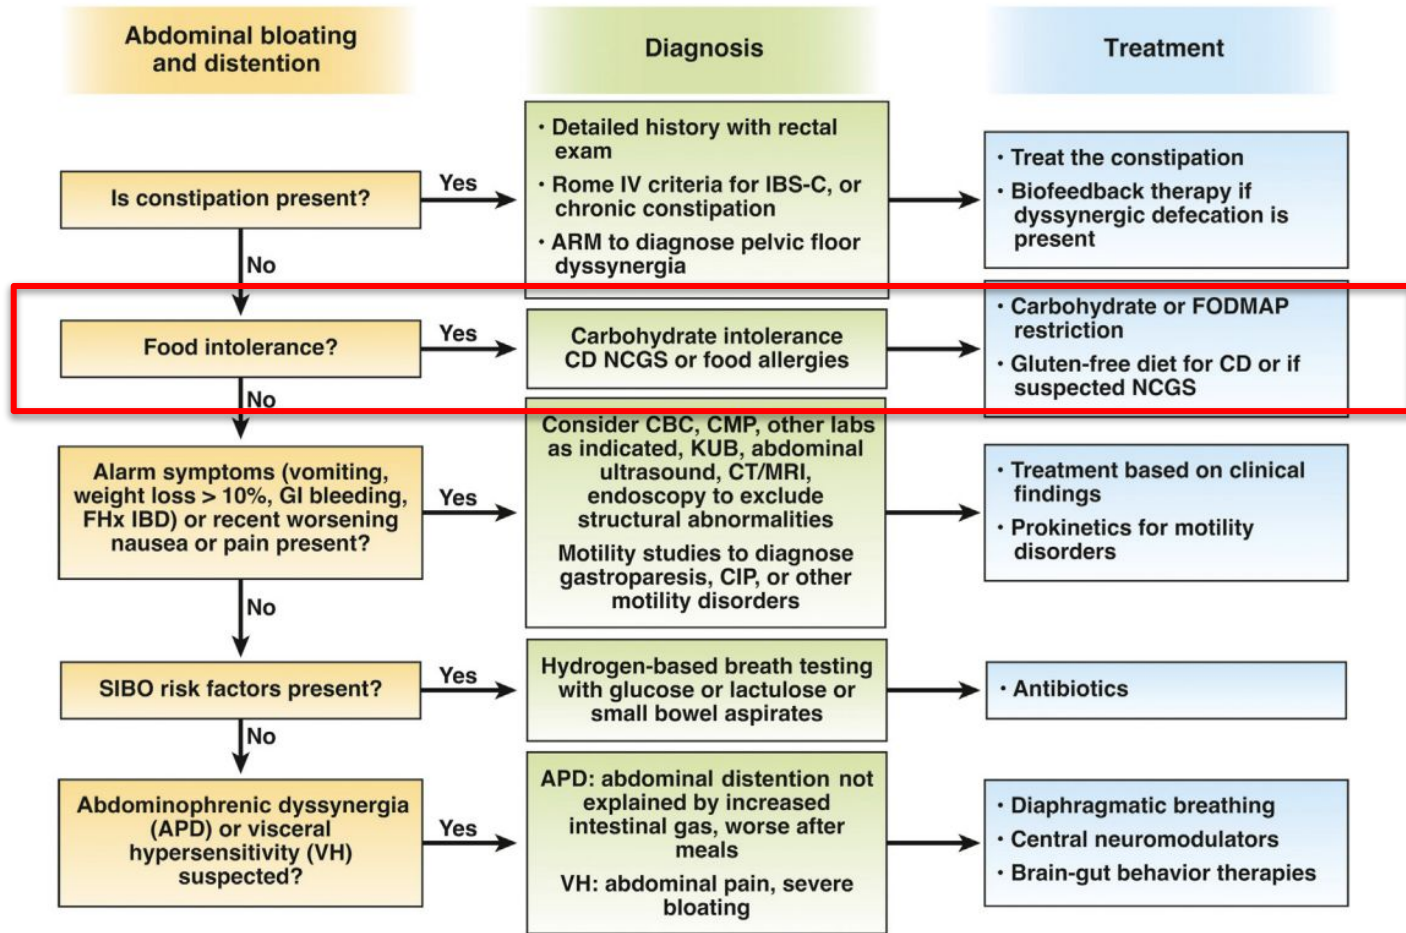 Abdominal bloating
and distention
Diagnosis
Treatment
Is constipation present?
Yes
· Detailed history with rectal
exam
· Rome IV criteria for IBS-C, or
chronic constipation
· ARM to diagnose pelvic floor
dyssynergia
· Treat the constipation
· Biofeedback therapy if
dyssynergic defecation is
present
No
Food intolerance?
Yes
Carbohydrate intolerance
CD NCGS or food allergies
· Carbohydrate or FODMAP
restriction
· Gluten-free diet for CD or if
suspected NCGS
No
Alarm symptoms (vomiting,
weight loss > 10%, GI bleeding,
FHx IBD) or recent worsening
nausea or pain present?
Yes
Consider CBC, CMP, other labs
as indicated, KUB, abdominal
ultrasound, CT/MRI,
endoscopy to exclude
structural abnormalities
Motility studies to diagnose
gastroparesis, CIP, or other
motility disorders
· Treatment based on clinical
findings
· Prokinetics for motility
disorders
No
SIBO risk factors present?
Yes
Hydrogen-based breath testing
with glucose or lactulose or
small bowel aspirates
· Antibiotics
No
Abdominophrenic dyssynergia
(APD) or visceral
hypersensitivity (VH)
suspected?
Yes
APD: abdominal distention not
explained by increased
intestinal gas, worse after
meals
VH: abdominal pain, severe
bloating
· Diaphragmatic breathing
· Central neuromodulators
· Brain-gut behavior therapies